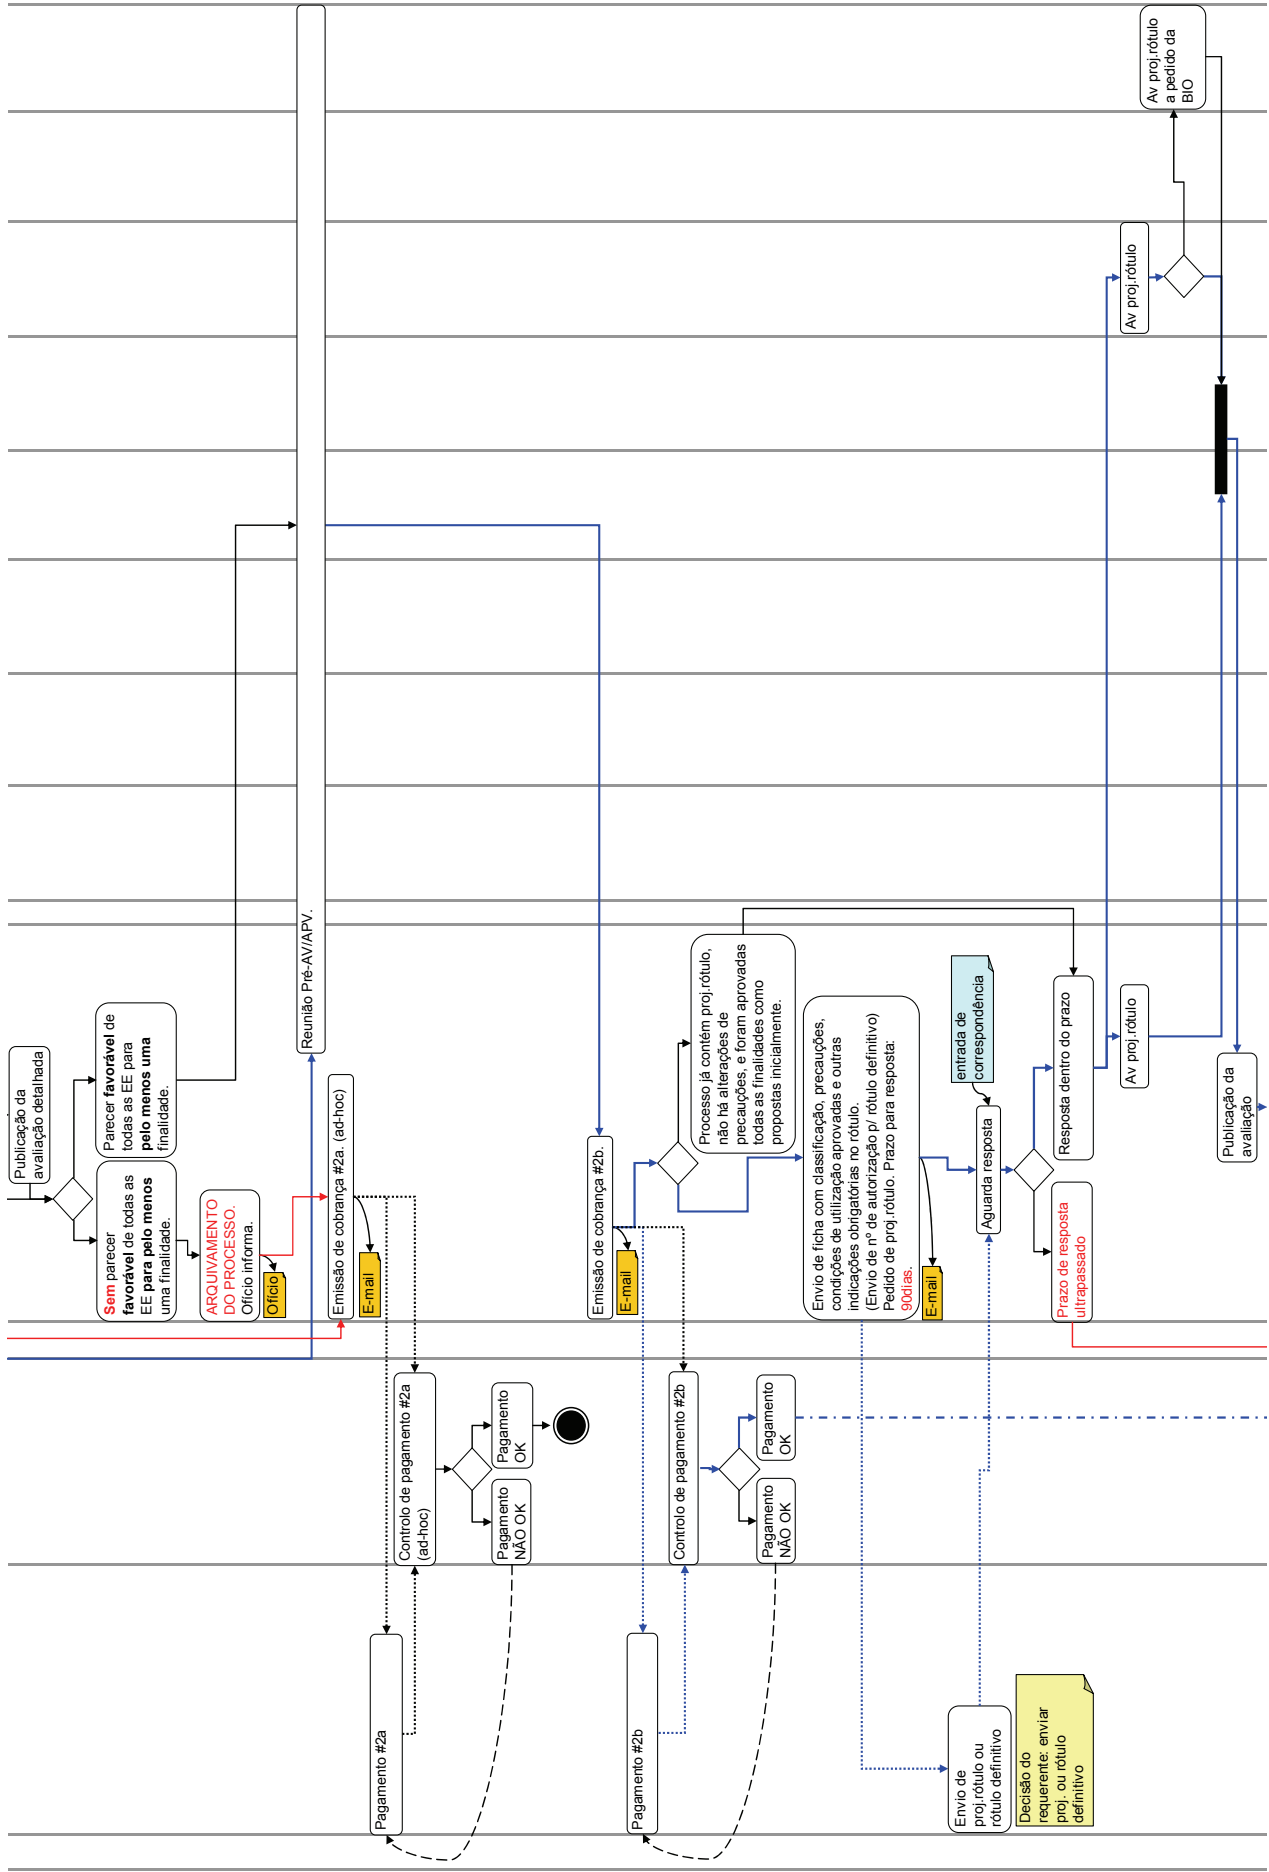 Publicação da
avaliação detalhada
Sem parecer
favorável de todas as
EE para pelo menos
uma finalidade.
Parecer favorável de
todas as EE para
pelo menos uma
finalidade.
ARQUIVAMENTO
DO PROCESSO.
Ofício informa.
Ofício
Reunião Pré-AV/APV.
Emissão de cobrança #2a. (ad-hoc)
E-mail
Pagamento #2a
Controlo de pagamento #2a
(ad-hoc)
Pagamento
NÃO OK
Pagamento
OK
Emissão de cobrança #2b.
E-mail
Pagamento #2b
Controlo de pagamento #2b
Pagamento
NÃO OK
Pagamento
OK
Processo já contém proj.rótulo,
não há alterações de
precauções, e foram aprovadas
todas as finalidades como
propostas inicialmente.
Envio de ficha com classificação, precauções,
condições de utilização aprovadas e outras
indicações obrigatórias no rótulo.
(Envio de nº de autorização p/ rótulo definitivo)
Pedido de proj.rótulo. Prazo para resposta:
90dias.
E-mail
Envio de
proj.rótulo ou
rótulo definitivo
Decisão do
requerente: enviar
proj. ou rótulo
definitivo
entrada de
correspondência
Aguarda resposta
Prazo de resposta
ultrapassado
Resposta dentro do prazo
Av proj.rótulo
Av proj.rótulo
Av proj.rótulo
a pedido da
BIO
Publicação da
avaliação